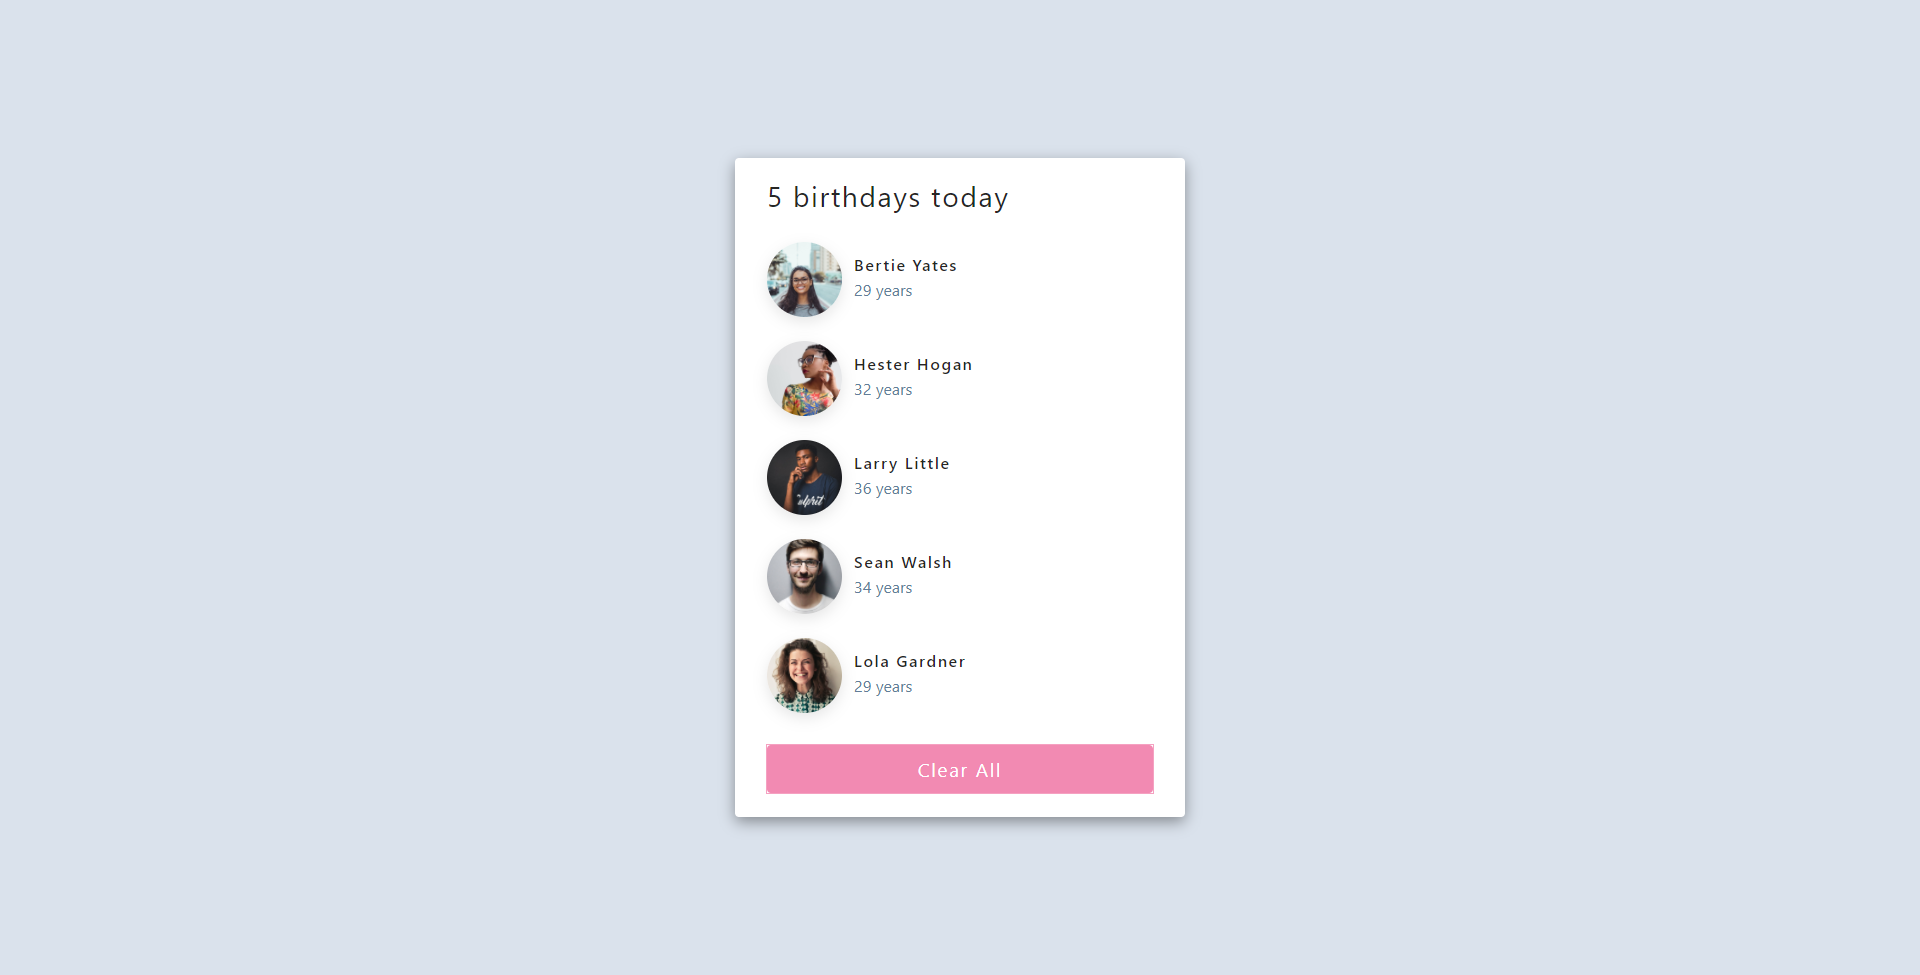 5 birthdays today
Bertie Yates
29 years
Hester Hogan
32 years
Larry Little
36 years
Sean Walsh
34 years
Lola Gardner
29 years
Clear All